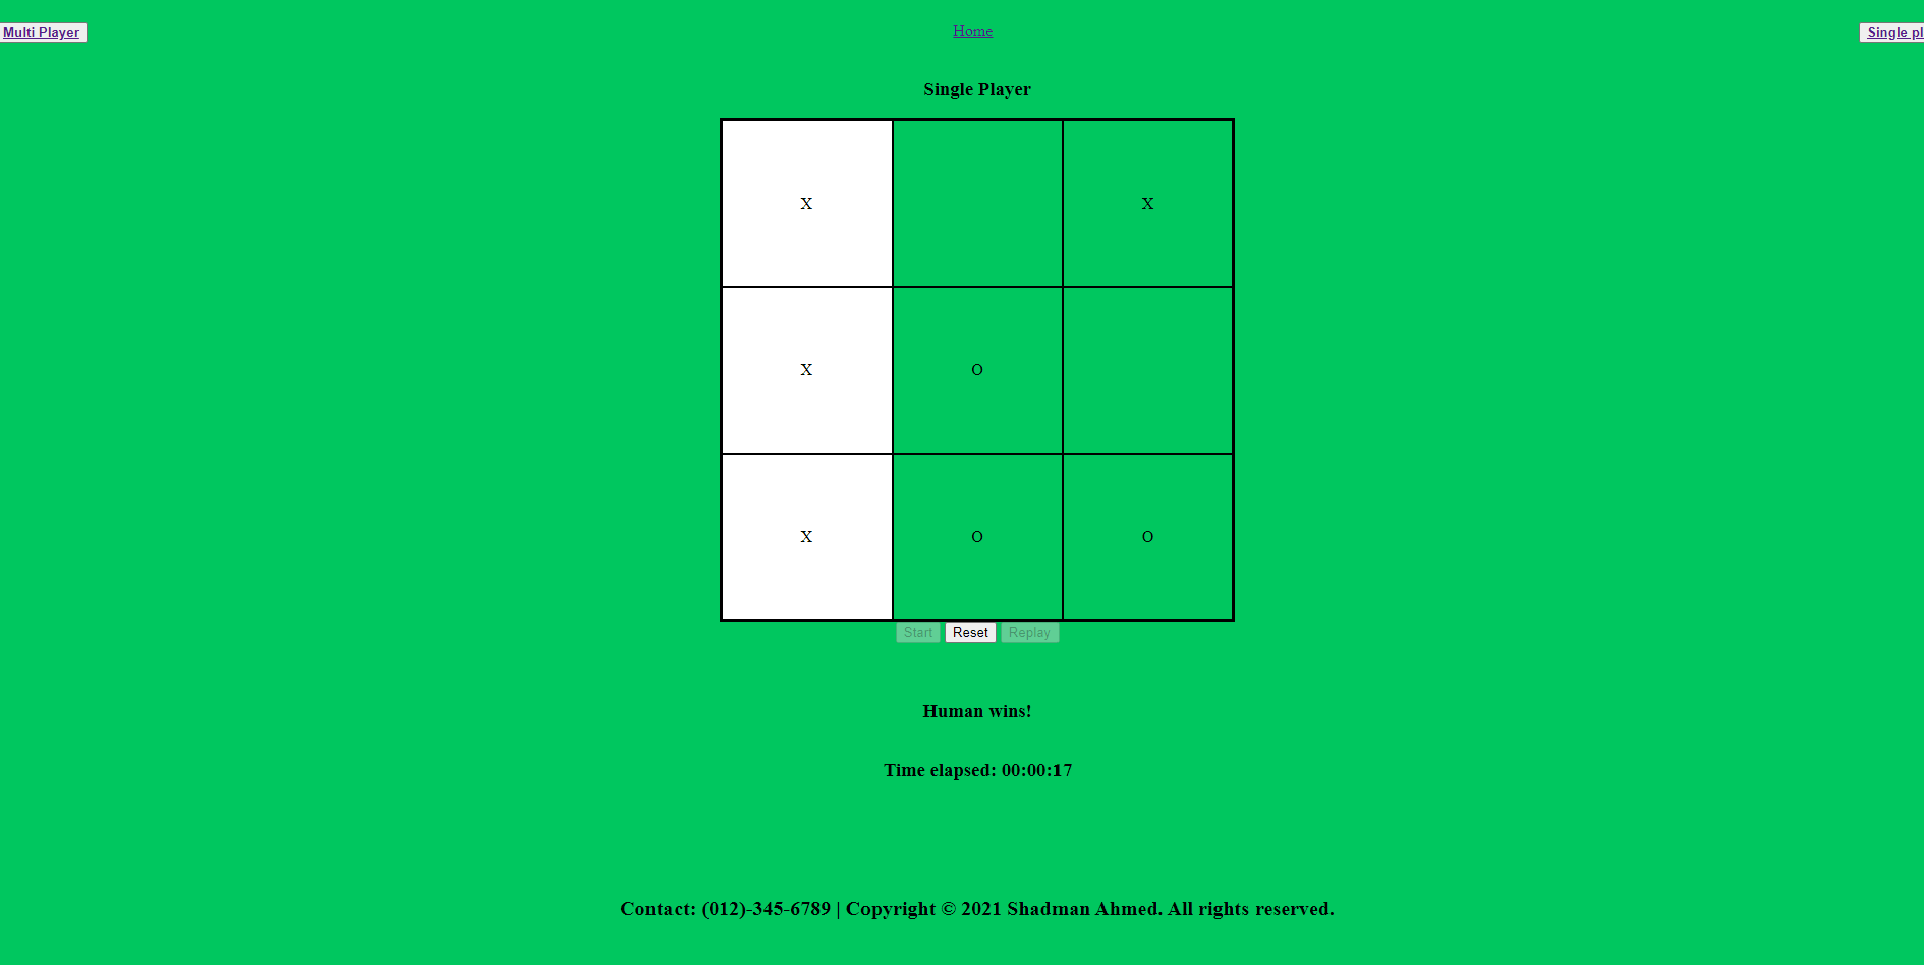 Multi Player Home Single pl
Single Player
X X
X O
X O O
Start Reset Replay
Human wins!
Time elapsed: 00:00:17
Contact: (012)-345-6789 | Copyright © 2021 Shadman Ahmed. All rights reserved.